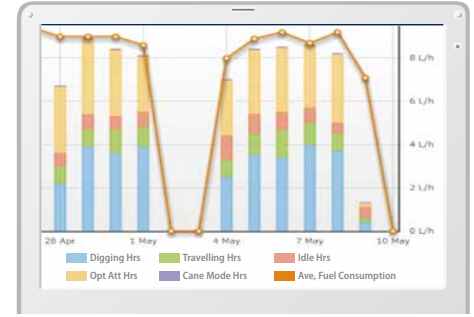 8 L/h
6 L/h
4 L/h
2 L/h
0 L/h
26 Apr 1 May 4 May 7 May 10 May
Digging Hrs Travelling Hrs Idle Hrs
Opt Att Hrs Cane Mode Hrs Ave, Fuel Consumption